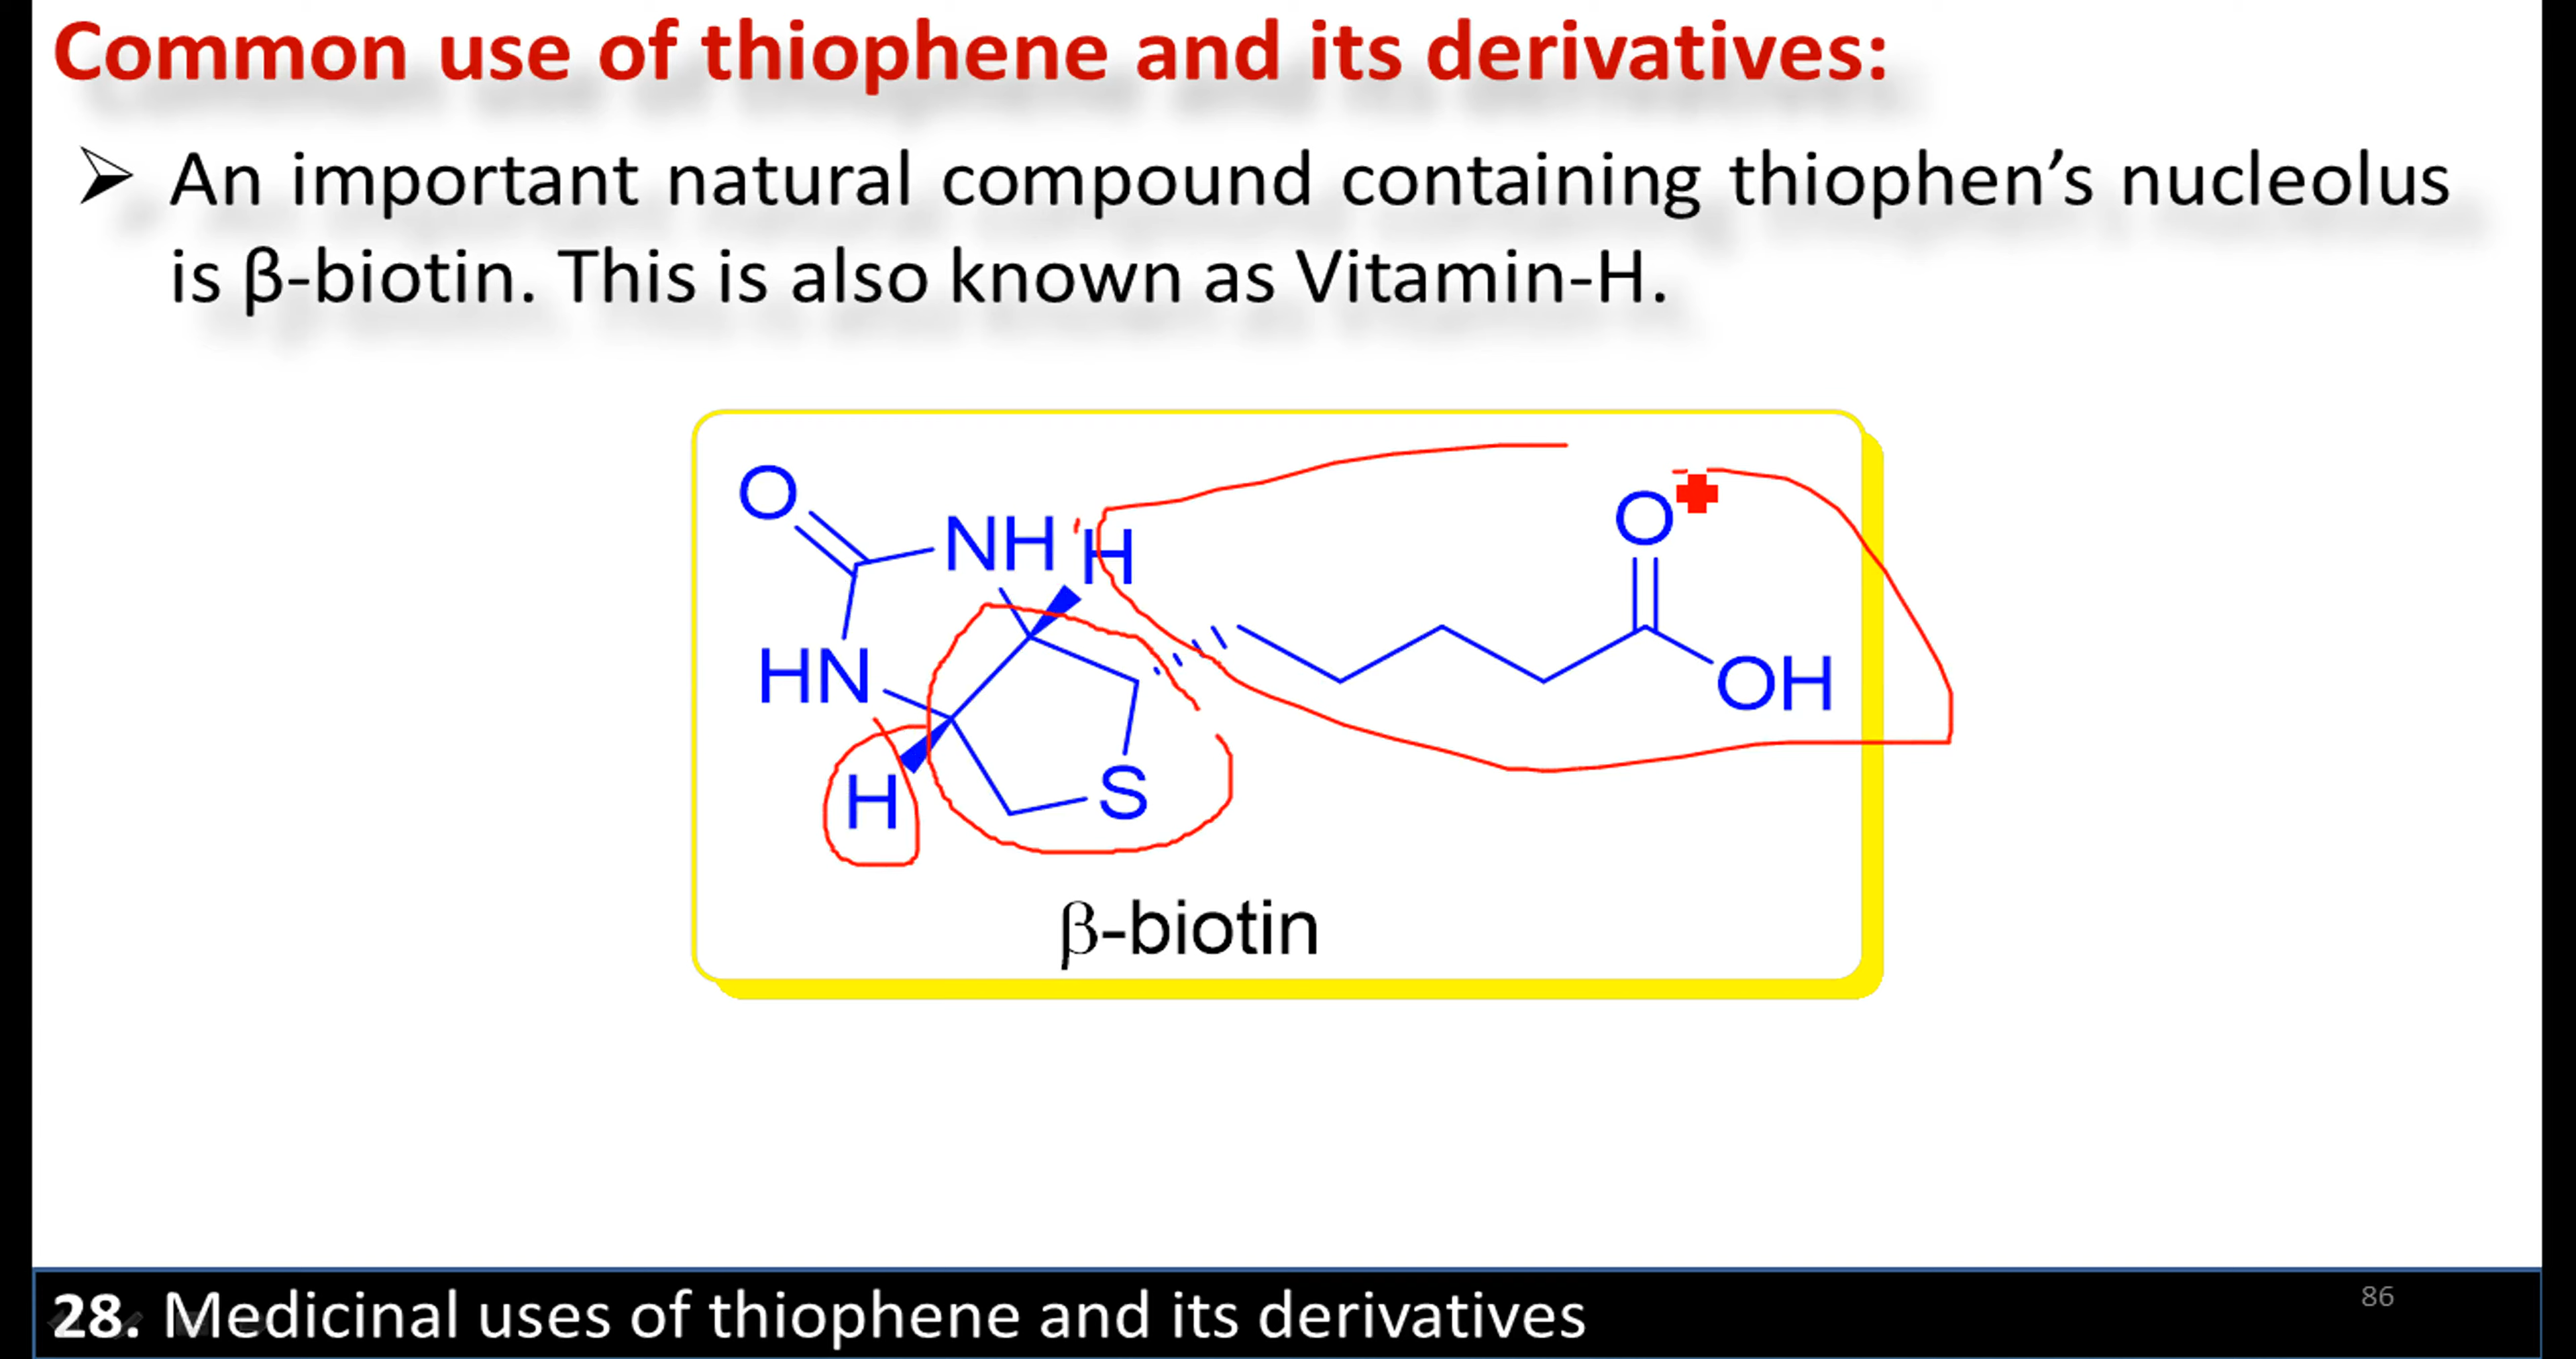 Common use of thiophene and its derivatives:
An important natural compound containing thiophen’s nucleolus
is β-biotin. This is also known as Vitamin-H.
O
NH H
O
HN
OH
H
S
β-biotin
28. Medicinal uses of thiophene and its derivatives
86